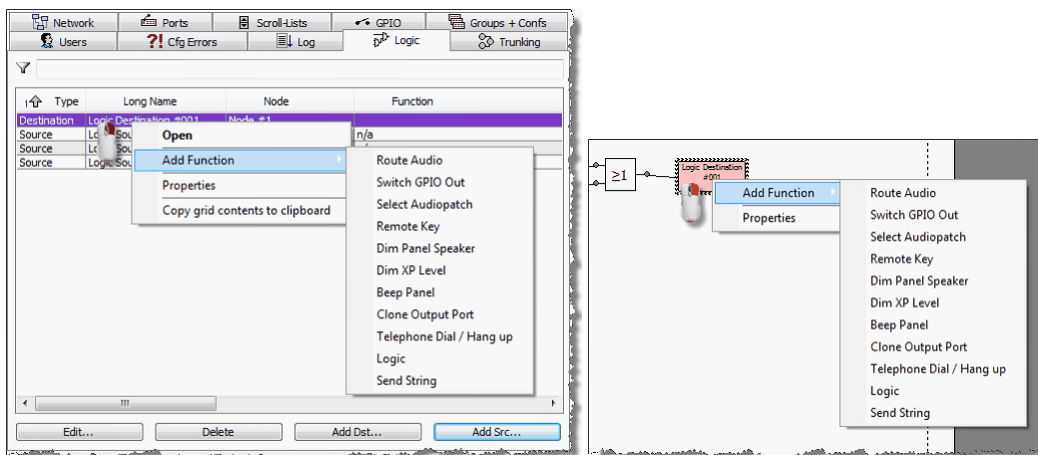 Network Ports Scroll-Lists GPIO Groups + Confs
Users ?! Cfg Errors Log Logic Trunking
1 Type Long Name Node Function
Destination Logic Destination #001 Node #1
Source n/a
Source
Source
Open
Add Function
Properties
Copy grid contents to clipboard
Route Audio
Switch GPIO Out
Select Audiopatch
Remote Key
Dim Panel Speaker
Dim XP Level
Beep Panel
Clone Output Port
Telephone Dial / Hang up
Logic
Send String
Edit... Delete Add Dst... Add Src...
≥1
Logic Destination
#001
Add Function
Properties
Route Audio
Switch GPIO Out
Select Audiopatch
Remote Key
Dim Panel Speaker
Dim XP Level
Beep Panel
Clone Output Port
Telephone Dial / Hang up
Logic
Send String